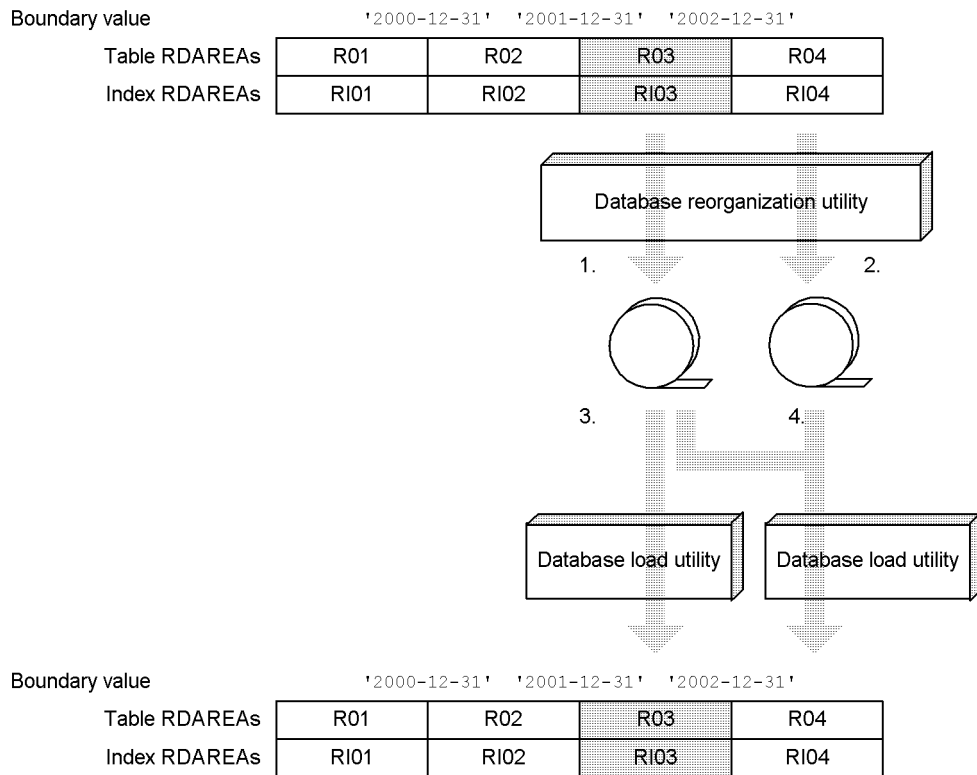 Boundary value '2000-12-31' '2001-12-31' '2002-12-31'
Table RDAREAs R01 R02 R03 R04
Index RDAREAs RI01 RI02 RI03 RI04
Database reorganization utility
1. 2.
3. 4.
Database load utility Database load utility
Boundary value '2000-12-31' '2001-12-31' '2002-12-31'
Table RDAREAs R01 R02 R03 R04
Index RDAREAs RI01 RI02 RI03 RI04